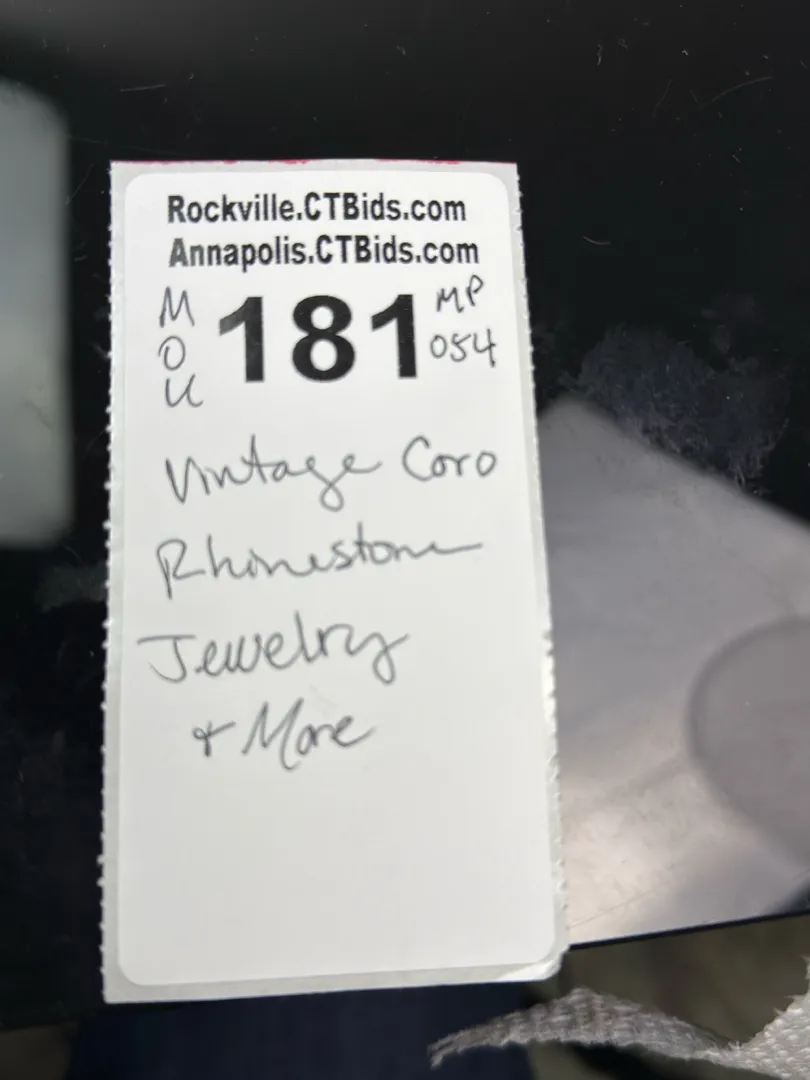 Rockville.CTBids.com
Annapolis.CTBids.com
M
O
U
181
MP
054
Vintage Coro
Rhinestone
Jewelry
+ More